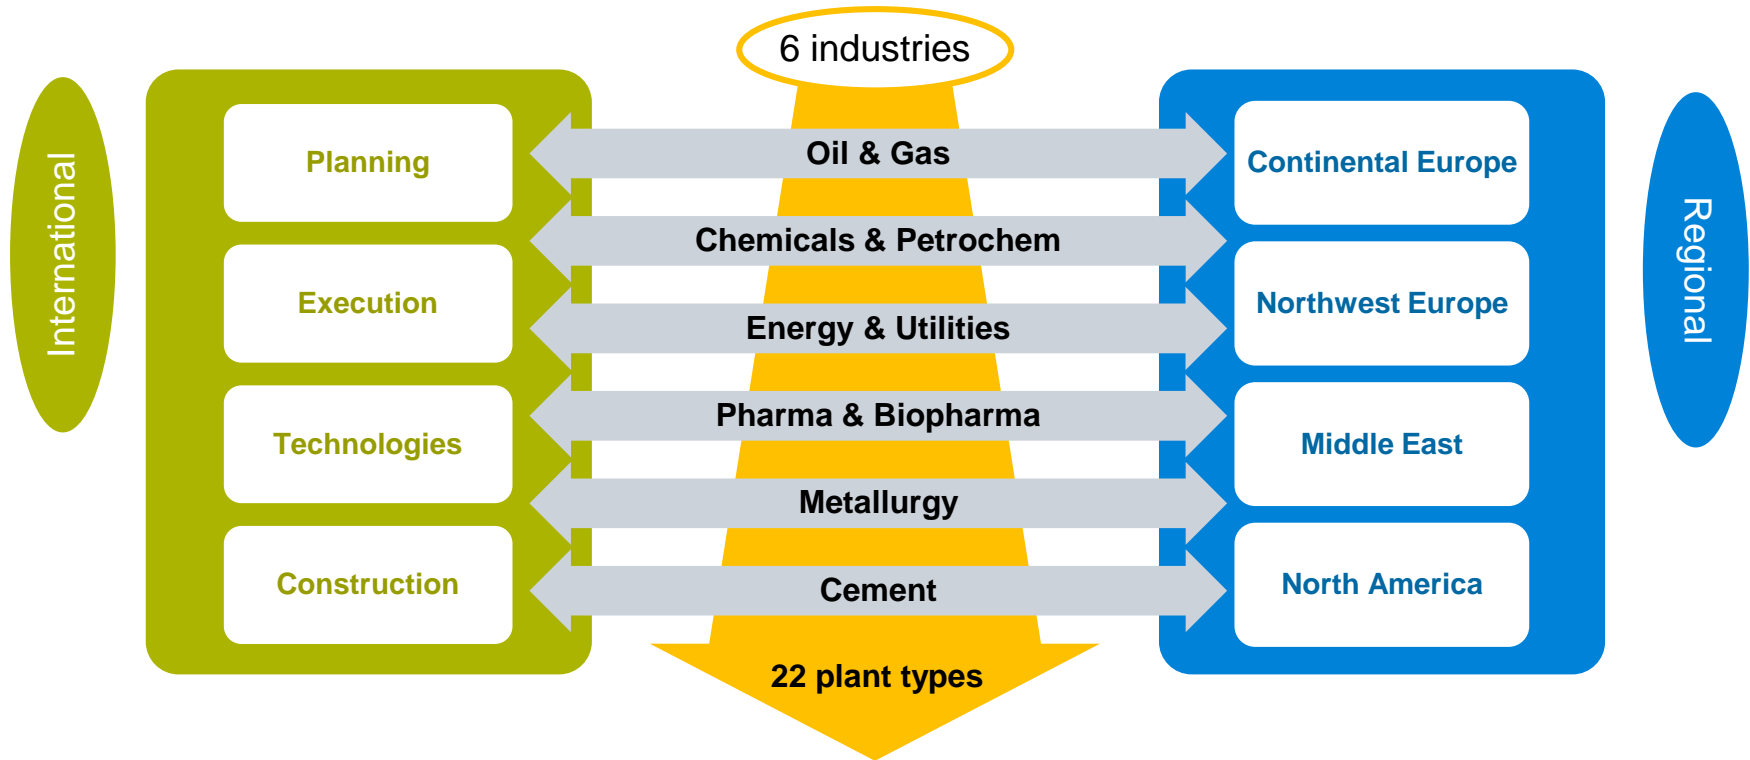 6 industries
International
Planning
Execution
Technologies
Construction
Oil & Gas
Chemicals & Petrochem
Energy & Utilities
Pharma & Biopharma
Metallurgy
Cement
22 plant types
Continental Europe
Northwest Europe
Middle East
North America
Regional